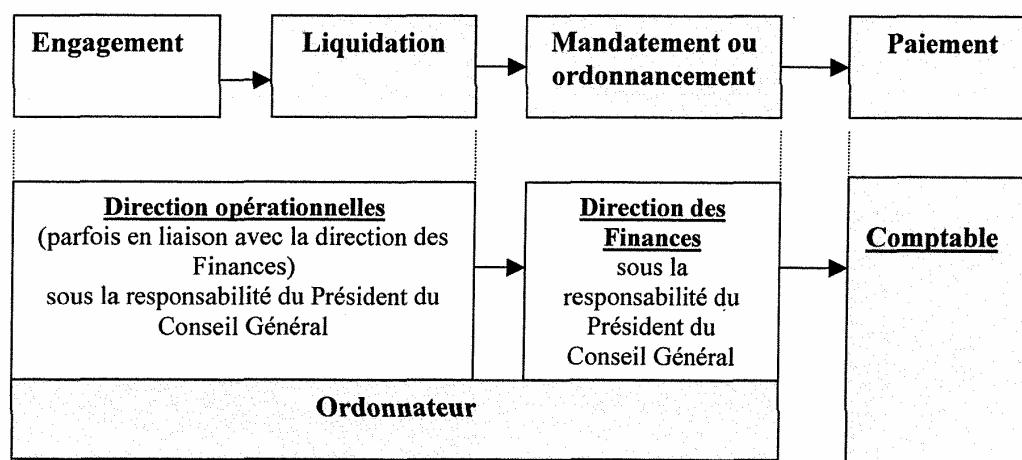 Engagement
Liquidation
Mandatement ou
ordonnancement
Paiement
Direction opérationnelles
(parfois en liaison avec la direction des
Finances)
sous la responsabilité du Président du
Conseil Général
Direction des
Finances
sous la
responsabilité du
Président du
Conseil Général
Comptable
Ordonnateur